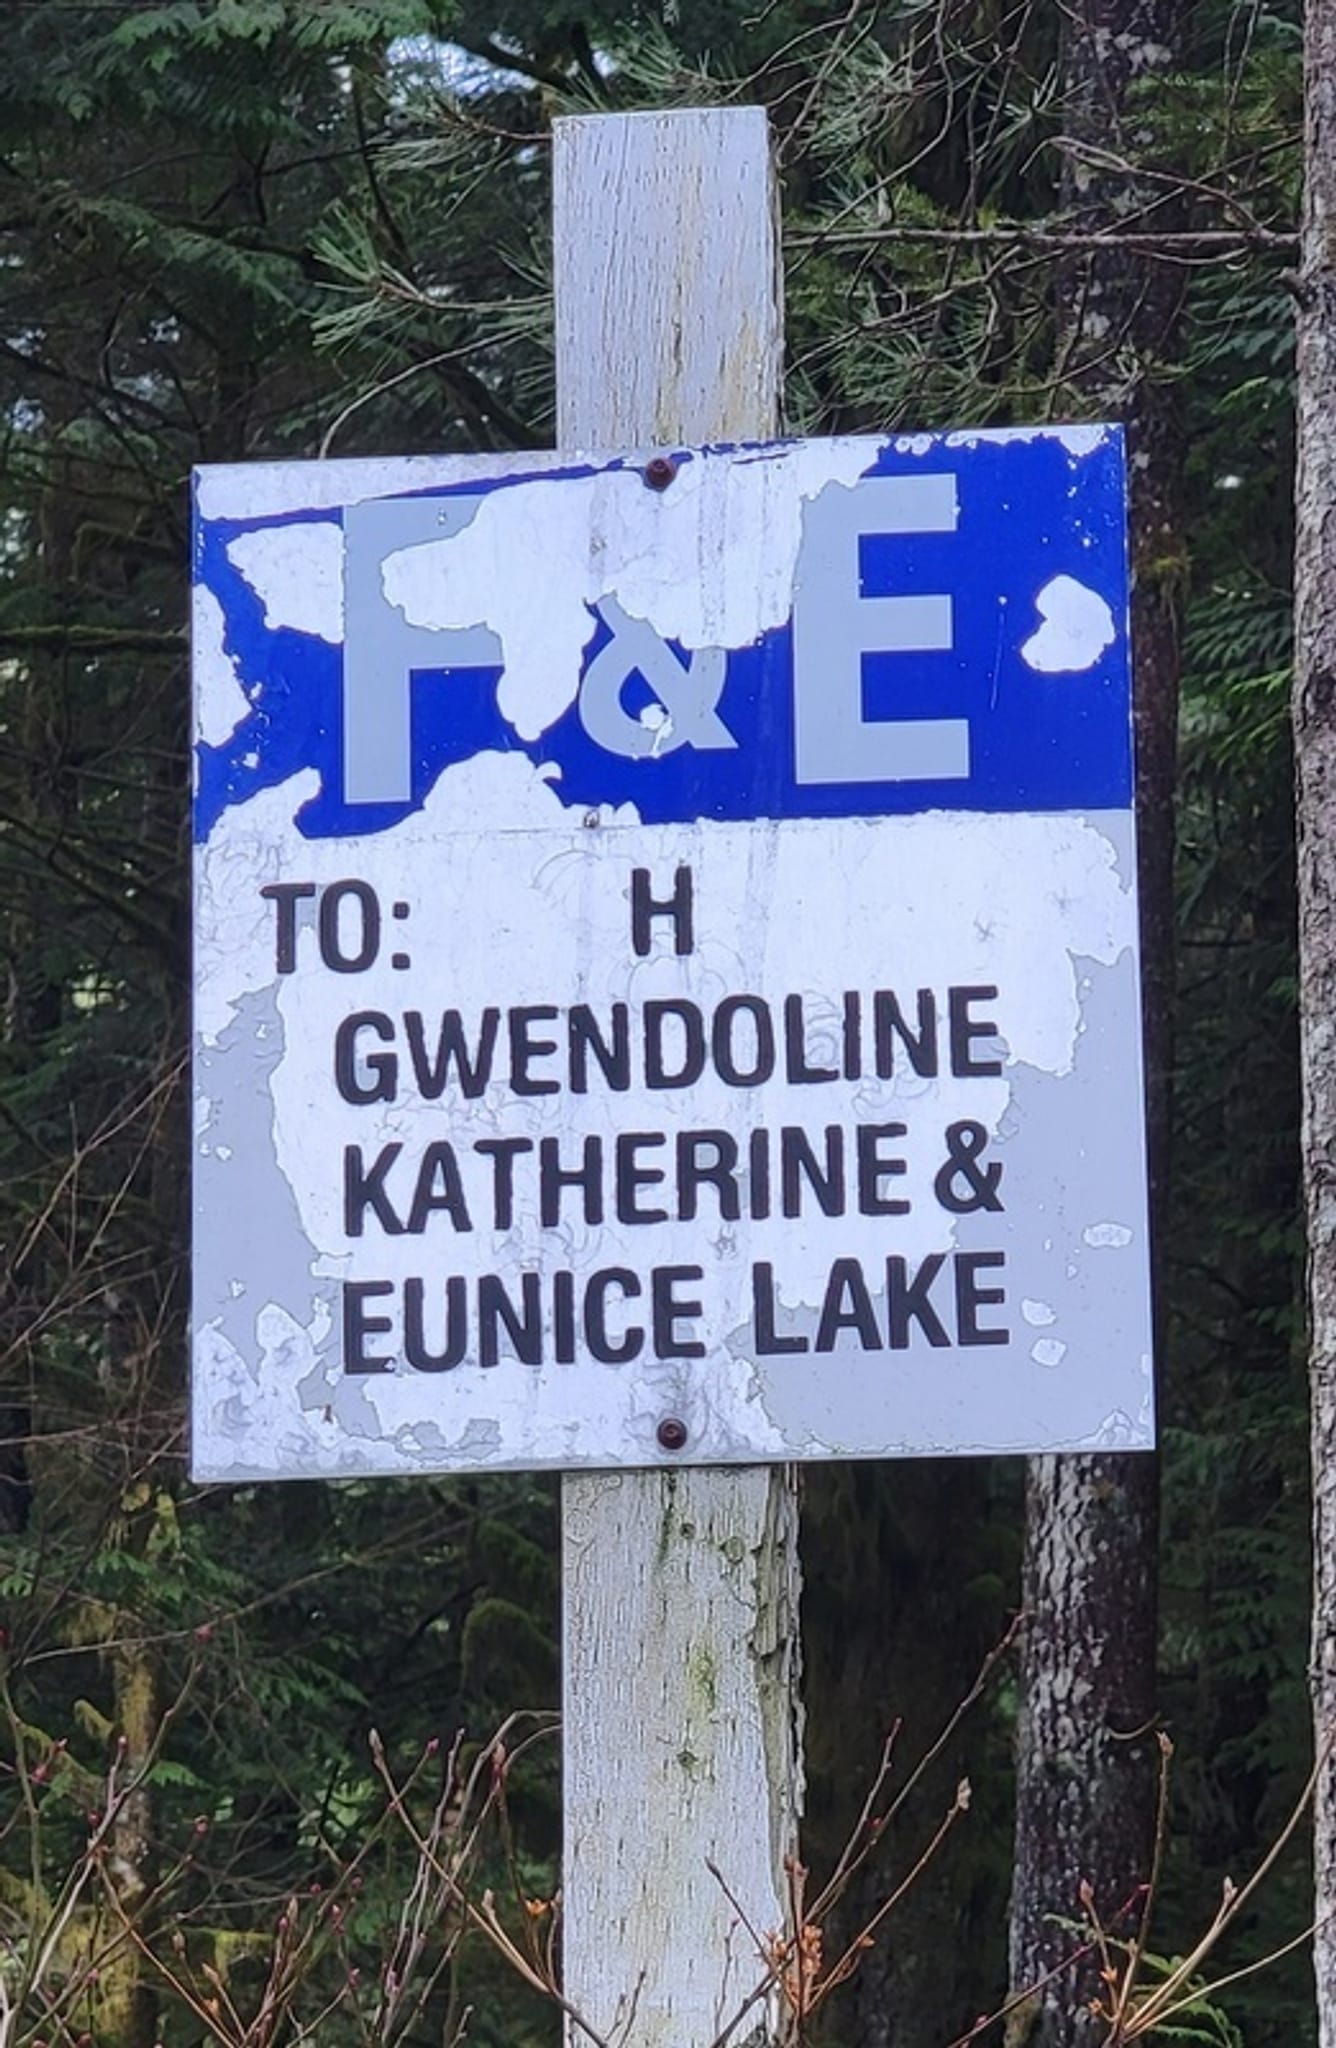 F & E
TO: H
GWENDOLINE
KATHERINE &
EUNICE LAKE